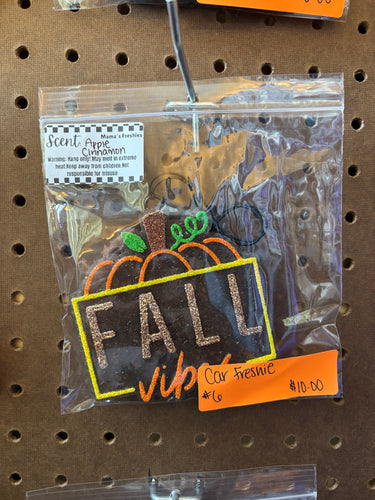 Mama's Freshies
Scent: Apple
Cinnamon
Warning: Hang only! May melt in extreme
heat Keep away from children Not
responsible for misuse
FALL
vibes
Car Freshie
#6 $10.00